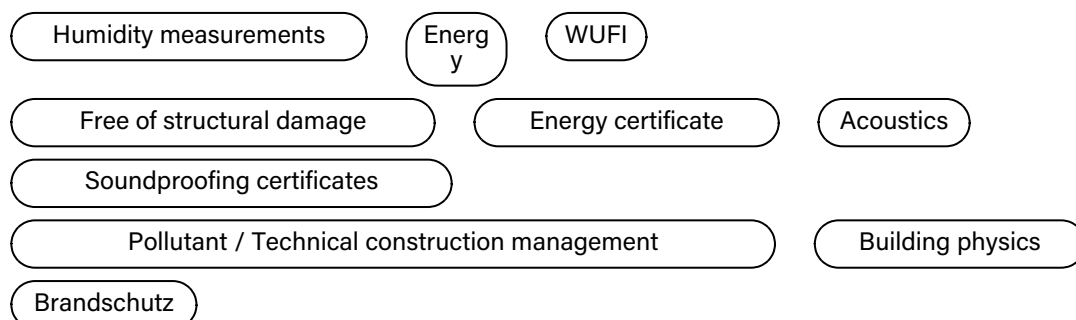 Humidity measurements
Energ
y
WUFI
Free of structural damage
Energy certificate
Acoustics
Soundproofing certificates
Pollutant / Technical construction management
Building physics
Brandschutz